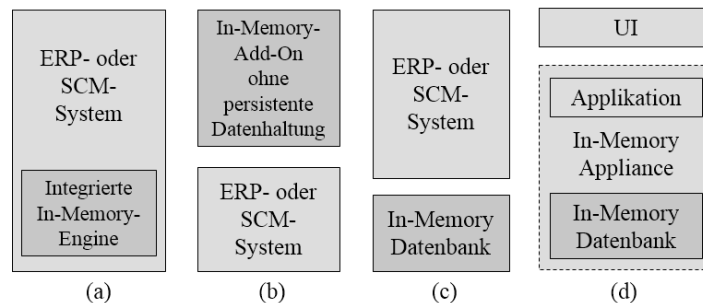 ERP- oder
SCM-
System
Integrierte
In-Memory-
Engine
(a)
In-Memory-
Add-On
ohne
persistente
Datenhaltung
ERP- oder
SCM-
System
(b)
ERP- oder
SCM-
System
In-Memory
Datenbank
(c)
UI
Applikation
In-Memory
Appliance
In-Memory
Datenbank
(d)